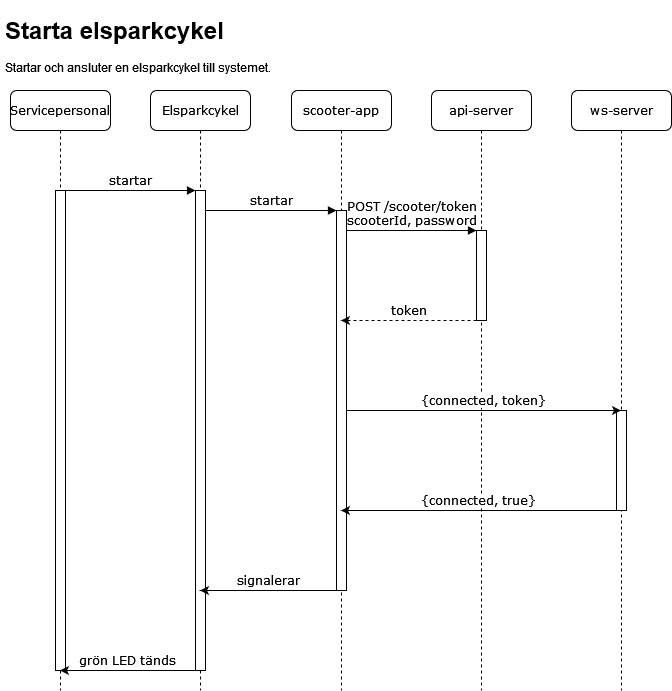 Starta elsparkcykel
Startar och ansluter en elsparkcykel till systemet.
Servicepersonal
Elsparkcykel
scooter-app
api-server
ws-server
startar
startar
POST /scooter/token
scooterId, password
token
{connected, token}
{connected, true}
signalerar
grön LED tänds